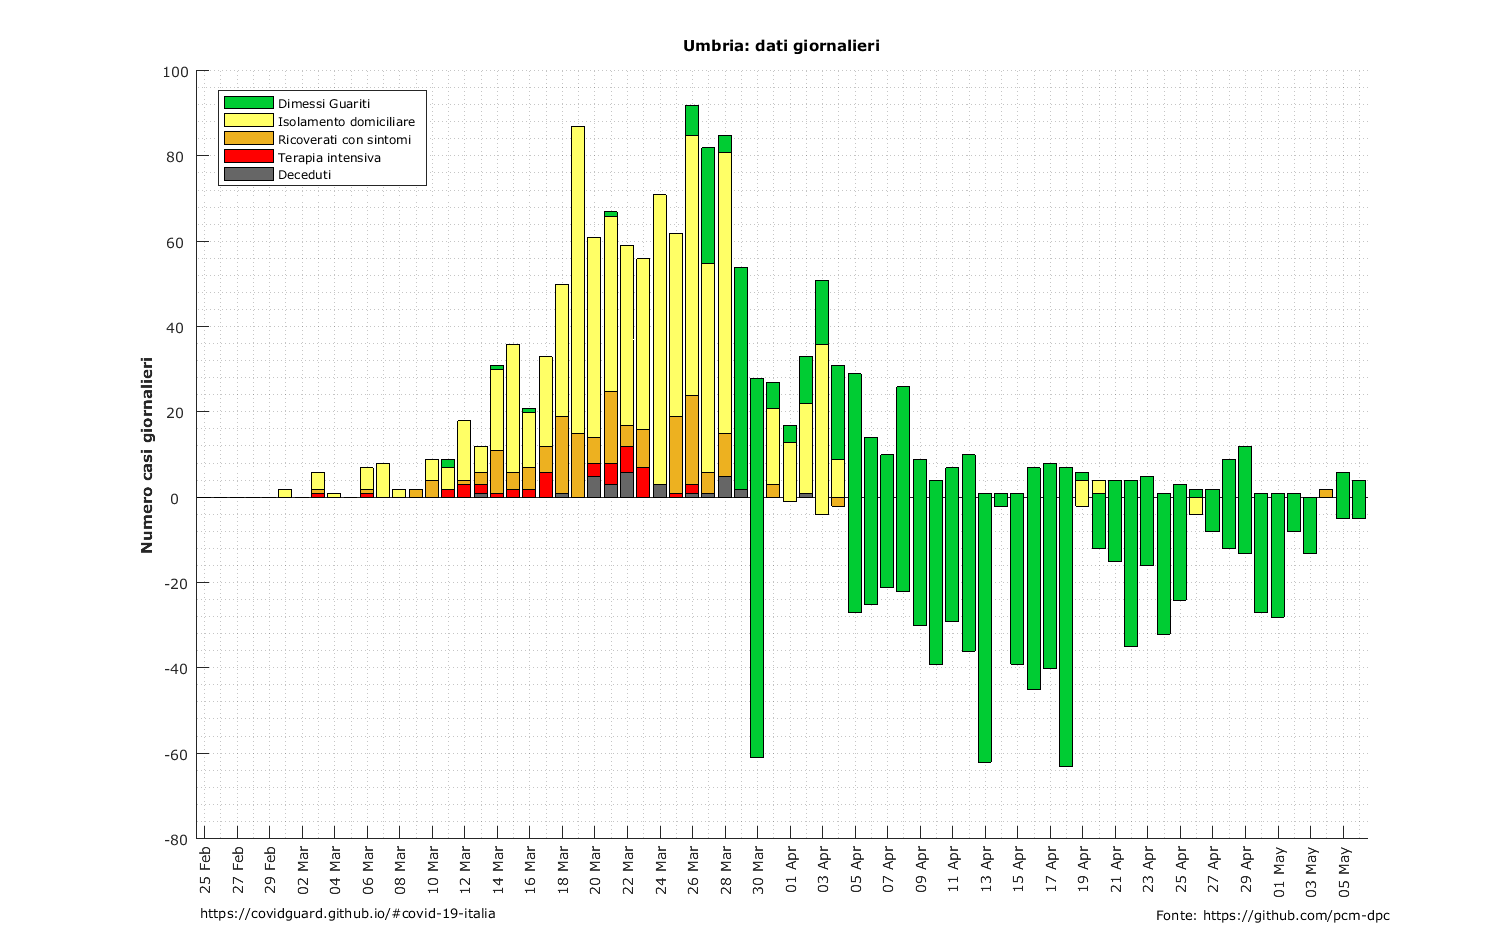 Umbria: dati giornalieri
Numero casi giornalieri
100
80
60
40
20
0
-20
-40
-60
-80
Dimessi Guariti
Isolamento domiciliare
Ricoverati con sintomi
Terapia intensiva
Deceduti
25 Feb
27 Feb
29 Feb
02 Mar
04 Mar
06 Mar
08 Mar
10 Mar
12 Mar
14 Mar
16 Mar
18 Mar
20 Mar
22 Mar
24 Mar
26 Mar
28 Mar
30 Mar
01 Apr
03 Apr
05 Apr
07 Apr
09 Apr
11 Apr
13 Apr
15 Apr
17 Apr
19 Apr
21 Apr
23 Apr
25 Apr
27 Apr
29 Apr
01 May
03 May
05 May
https://covidguard.github.io/#covid-19-italia
Fonte: https://github.com/pcm-dpc